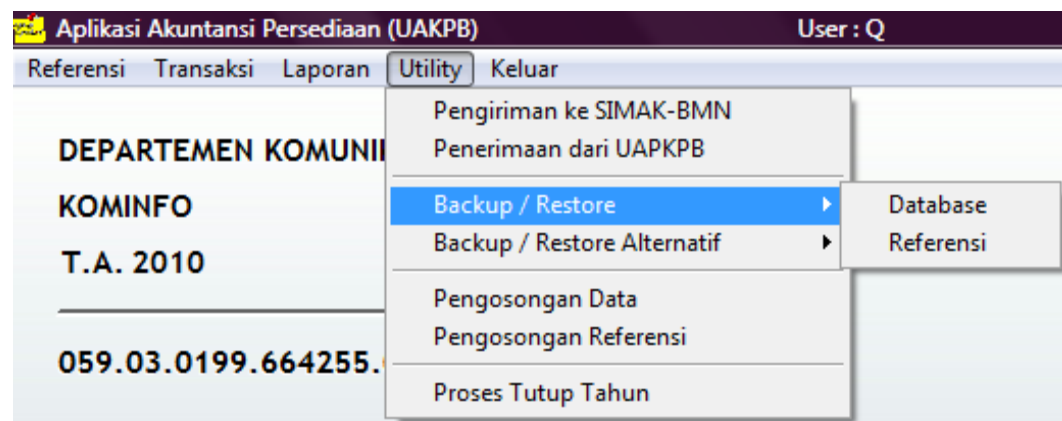 Aplikasi Akuntansi Persediaan (UAKPB) User : Q
Referensi Transaksi Laporan Utility Keluar
Pengiriman ke SIMAK-BMN
Penerimaan dari UAPKPB
Backup / Restore
Backup / Restore Alternatif
Pengosongan Data
Pengosongan Referensi
Proses Tutup Tahun
Database
Referensi
DEPARTEMEN
KOMINFO
T.A. 2010
059.03.0199.664255.